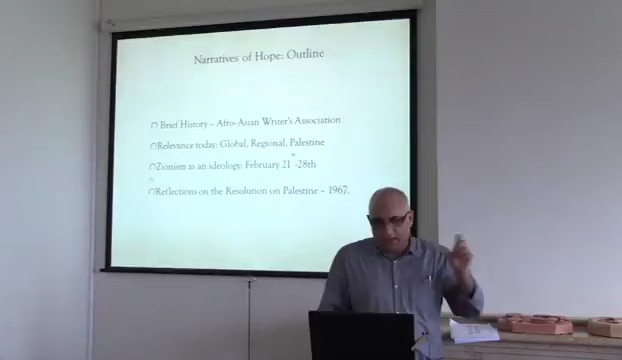 Narratives of Hope: Outline
Brief History – Afro-Asian Writer's Association
Relevance today: Global, Regional, Palestine
Zionism as an ideology: February 21 -28th
Reflections on the Resolution on Palestine – 1967.